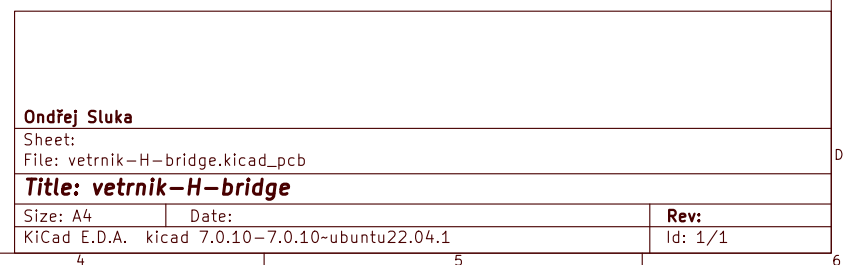 Ondřej Sluka
Sheet:
File: vetrnik-H-bridge.kicad_pcb
D
Title: vetrnik-H-bridge
Size: A4 Date: Rev:
KiCad E.D.A. kicad 7.0.10-7.0.10~ubuntu22.04.1 Id: 1/1
4 5 6